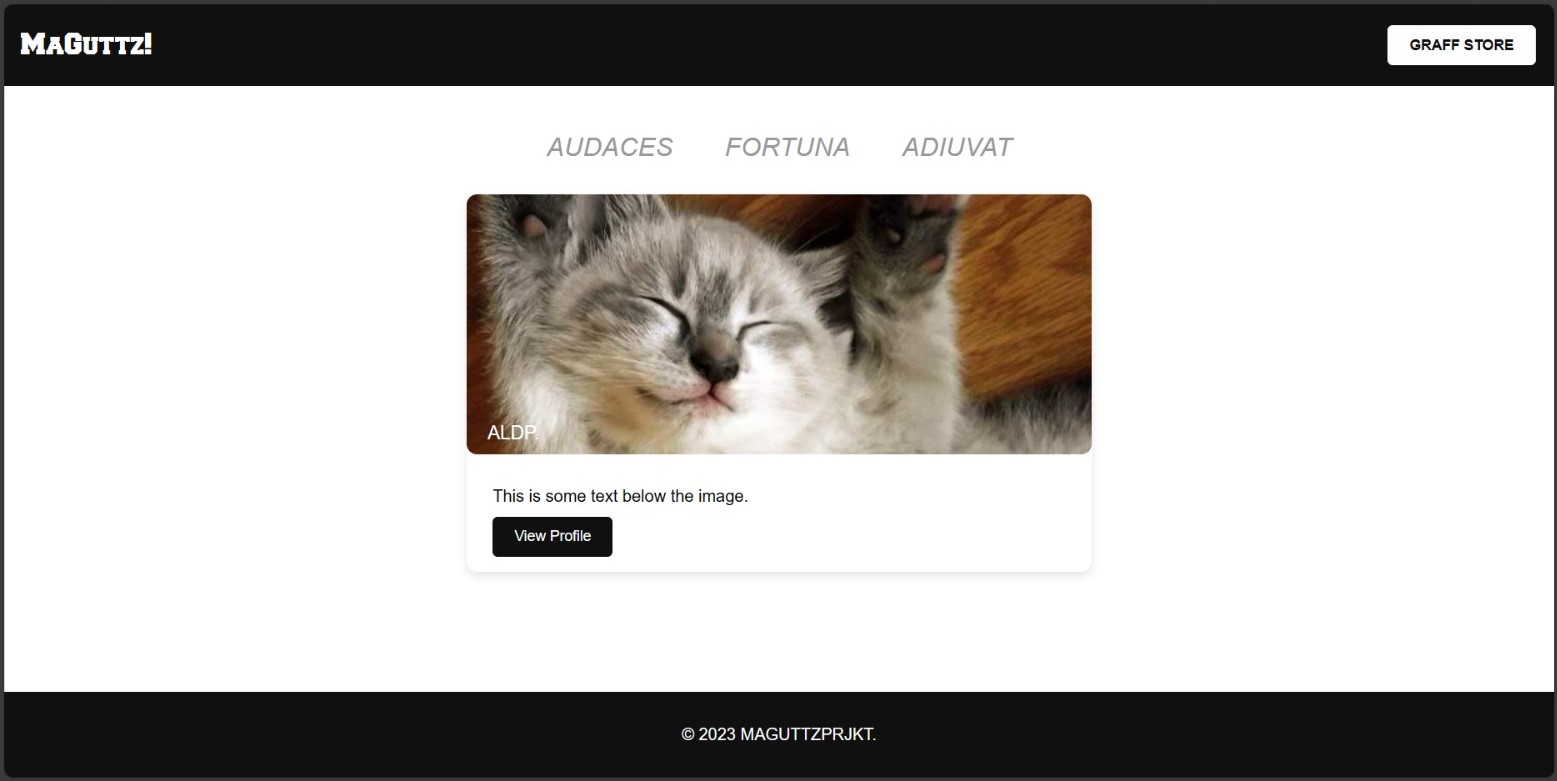 MAGUTTZ!
GRAFF STORE
AUDACES FORTUNA ADIUVAT
ALDP.
This is some text below the image.
View Profile
© 2023 MAGUTTZPRJKT.